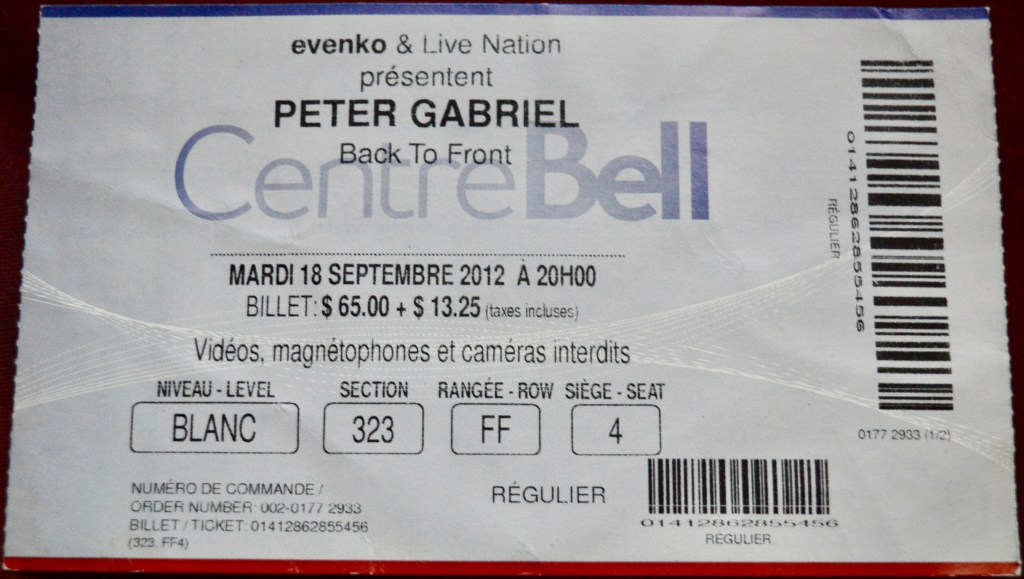 evenko & Live Nation
présentent
PETER GABRIEL
Back To Front
CentreBell
MARDI 18 SEPTEMBRE 2012 À 20H00
BILLET: $ 65.00 + $ 13.25 (taxes incluses)
Vidéos, magnétophones et caméras interdits
NIVEAU - LEVEL SECTION RANGÉE - ROW SIÈGE - SEAT
BLANC 323 FF 4
NUMÉRO DE COMMANDE /
ORDER NUMBER: 002-0177 2933
BILLET / TICKET: 01412862855456
(323, FF4)
RÉGULIER
01412862855456
RÉGULIER
01412862855456
RÉGULIER
0177 2933 (1/2)